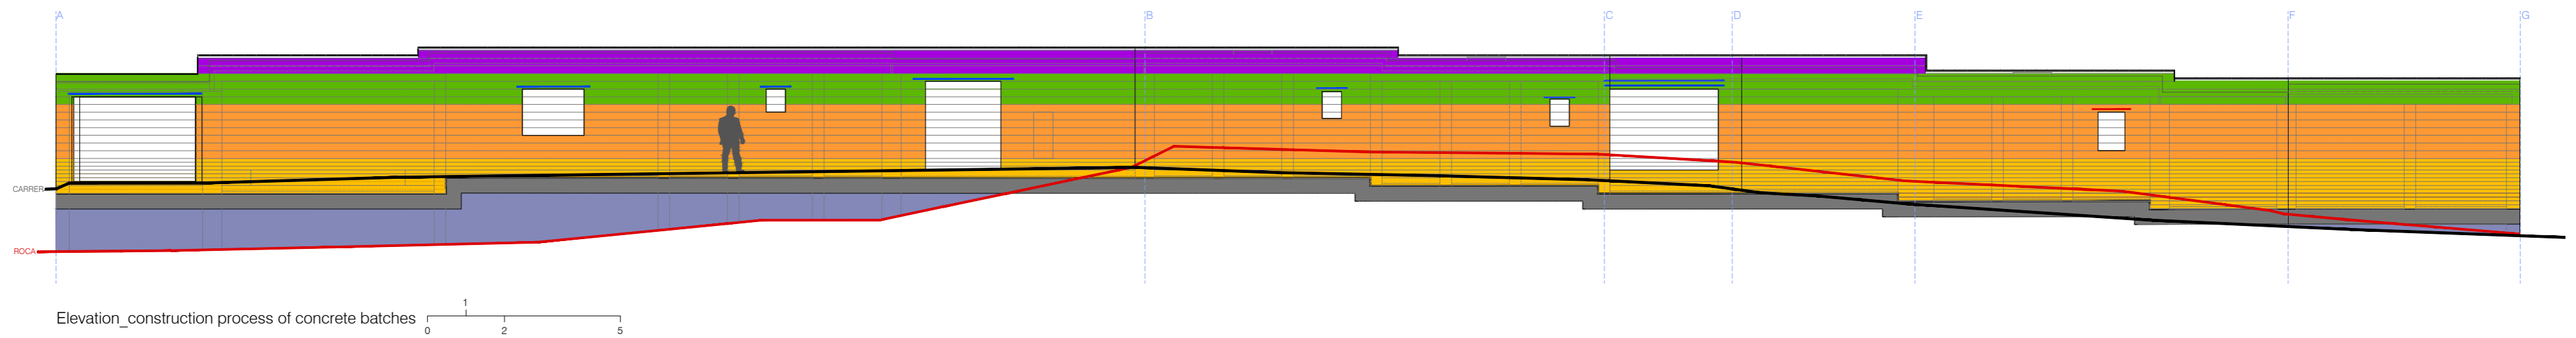 A B C D E F G
CARRER
ROCA
Elevation_construction process of concrete batches
1
0 2 5